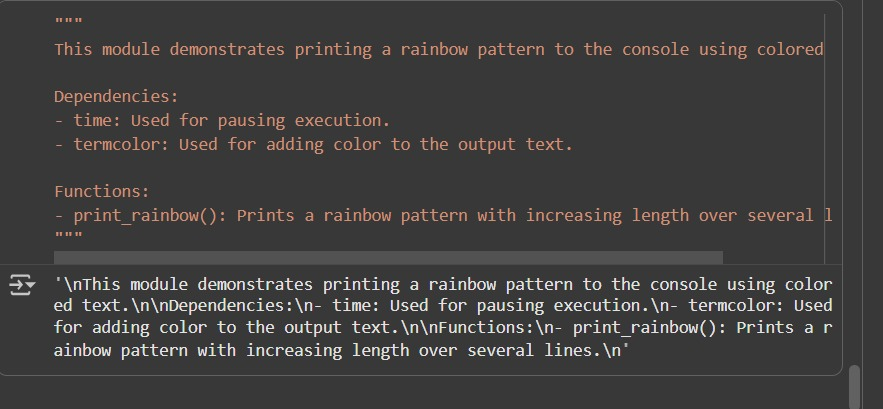 """
This module demonstrates printing a rainbow pattern to the console using colored

Dependencies:
- time: Used for pausing execution.
- termcolor: Used for adding color to the output text.

Functions:
- print_rainbow(): Prints a rainbow pattern with increasing length over several l
"""
'\nThis module demonstrates printing a rainbow pattern to the console using color
ed text.\n\nDependencies:\n- time: Used for pausing execution.\n- termcolor: Used
for adding color to the output text.\n\nFunctions:\n- print_rainbow(): Prints a r
ainbow pattern with increasing length over several lines.\n'